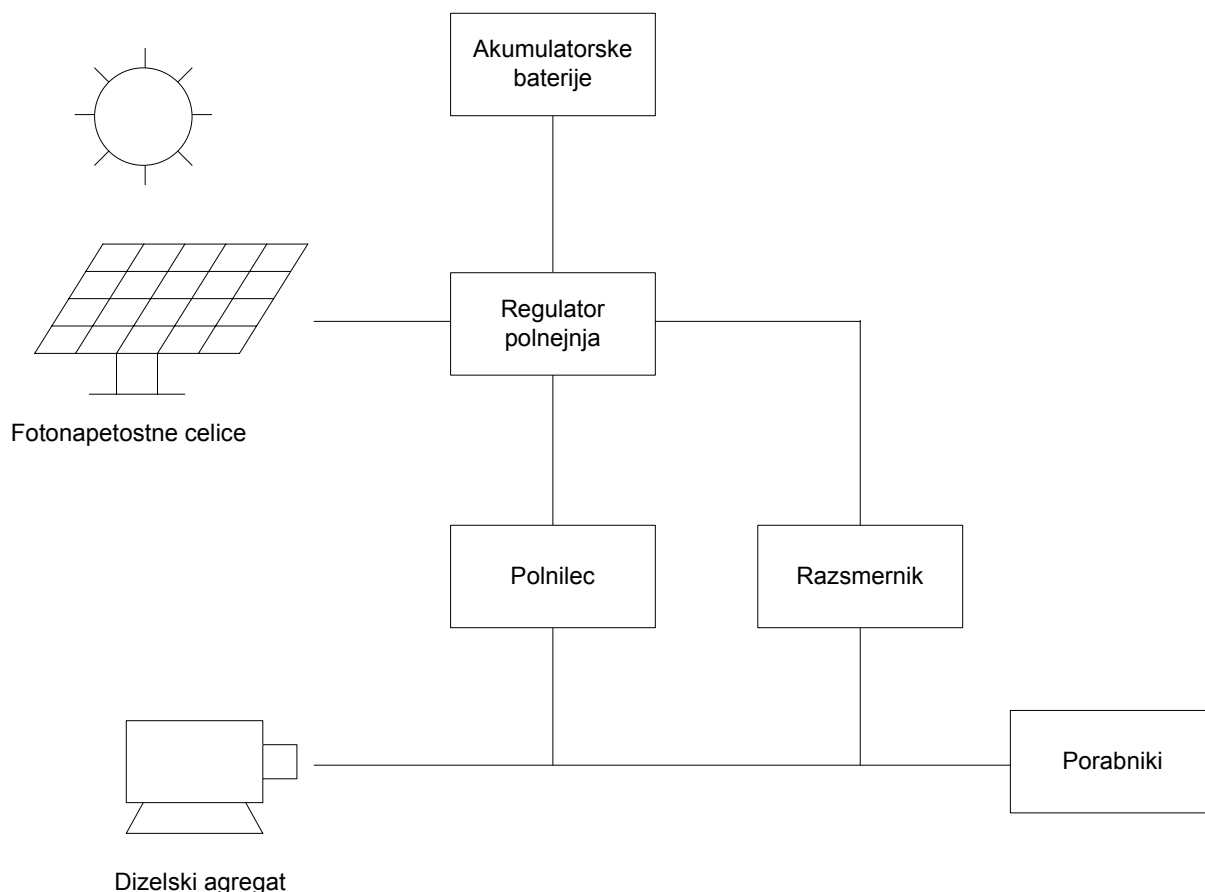 Akumulatorske
baterije
Regulator
polnejnja
Fotonapetostne celice
Polnilec
Razsmernik
Porabniki
Dizelski agregat